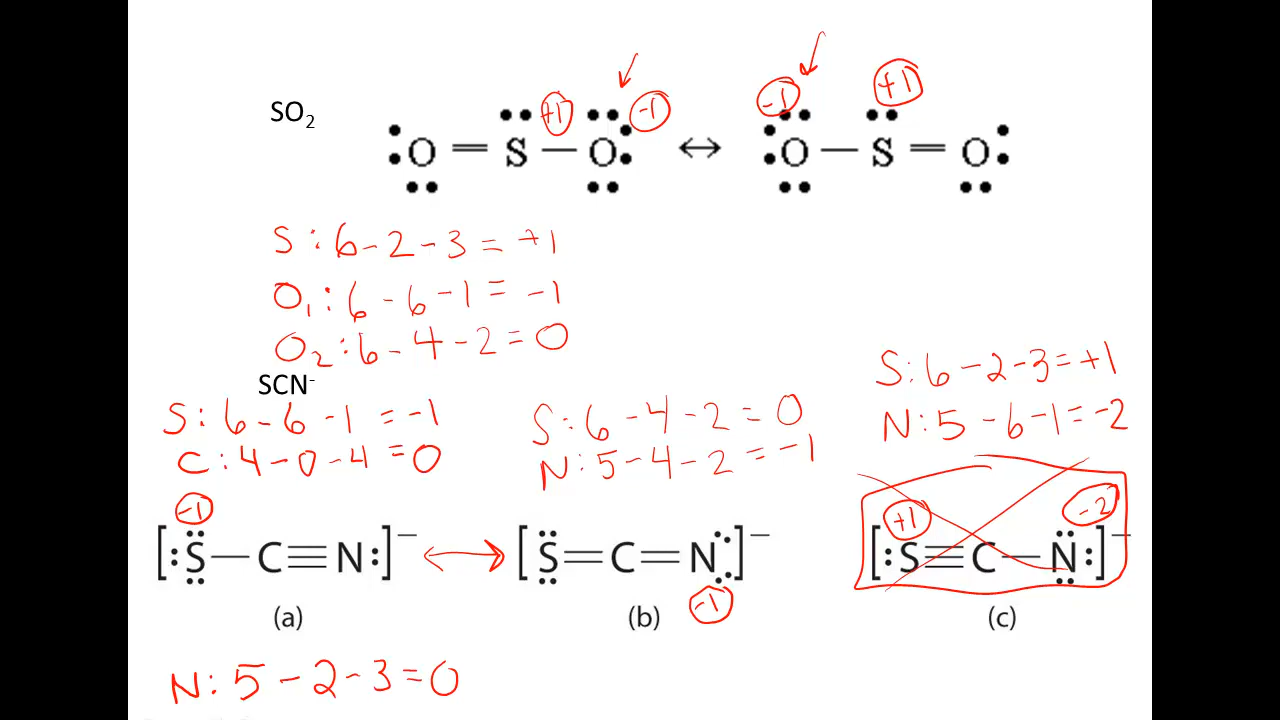 SO₂
+1 -1 ↔ -1 +1
O = S — O ↔ O — S = O
S: 6 - 2 - 3 = +1
O₁: 6 - 6 - 1 = -1
O₂: 6 - 4 - 2 = 0
SCN⁻
S: 6 - 6 - 1 = -1
C: 4 - 0 - 4 = 0
S: 6 - 4 - 2 = 0
N: 5 - 4 - 2 = -1
S: 6 - 2 - 3 = +1
N: 5 - 6 - 1 = -2
-1
[:S̤̈ — C ≡ N:]⁻
(a)
[S̤̈ = C = N̤̈]⁻
-1
(b)
+1 -2
[:S ≡ C — N̤̈:]⁻
(c)
N: 5 - 2 - 3 = 0